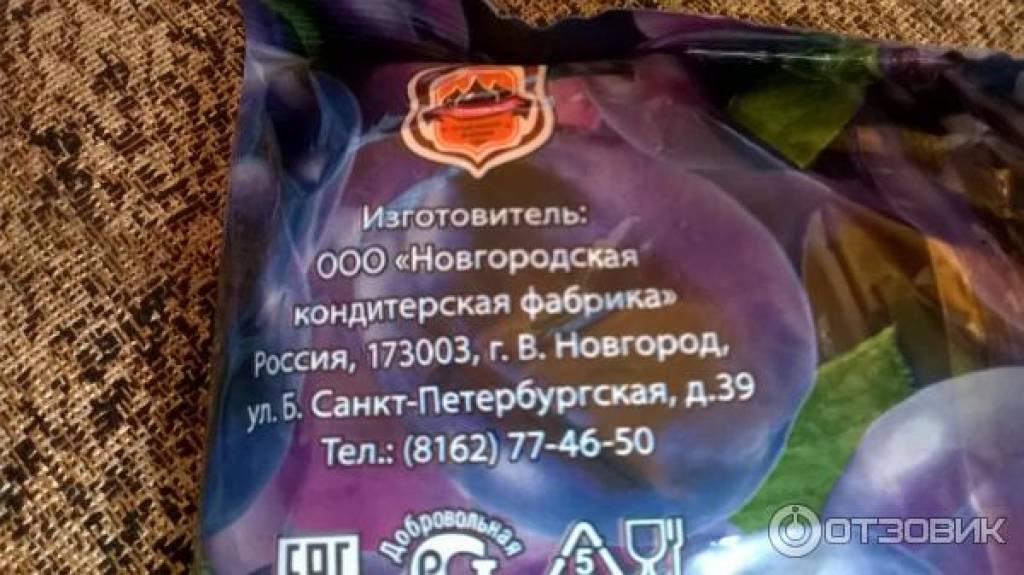 Изготовитель:
ООО «Новгородская
кондитерская фабрика»
Россия, 173003, г. В. Новгород,
ул. Б. Санкт-Петербургская, д.39
Тел.: (8162) 77-46-50
Добровольная
EAC
5
ОТЗОВИК